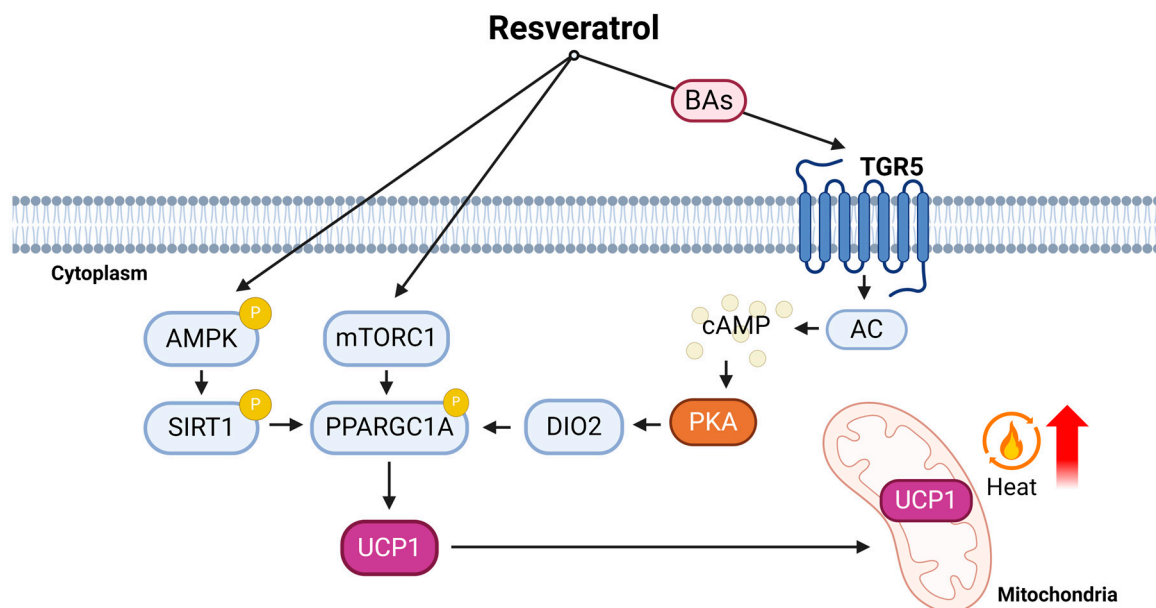 Resveratrol
BAs
TGR5
Cytoplasm
P
AMPK
mTORC1
cAMP
AC
P
SIRT1
P
PPARGC1A
DIO2
PKA
UCP1
Heat
UCP1
Mitochondria